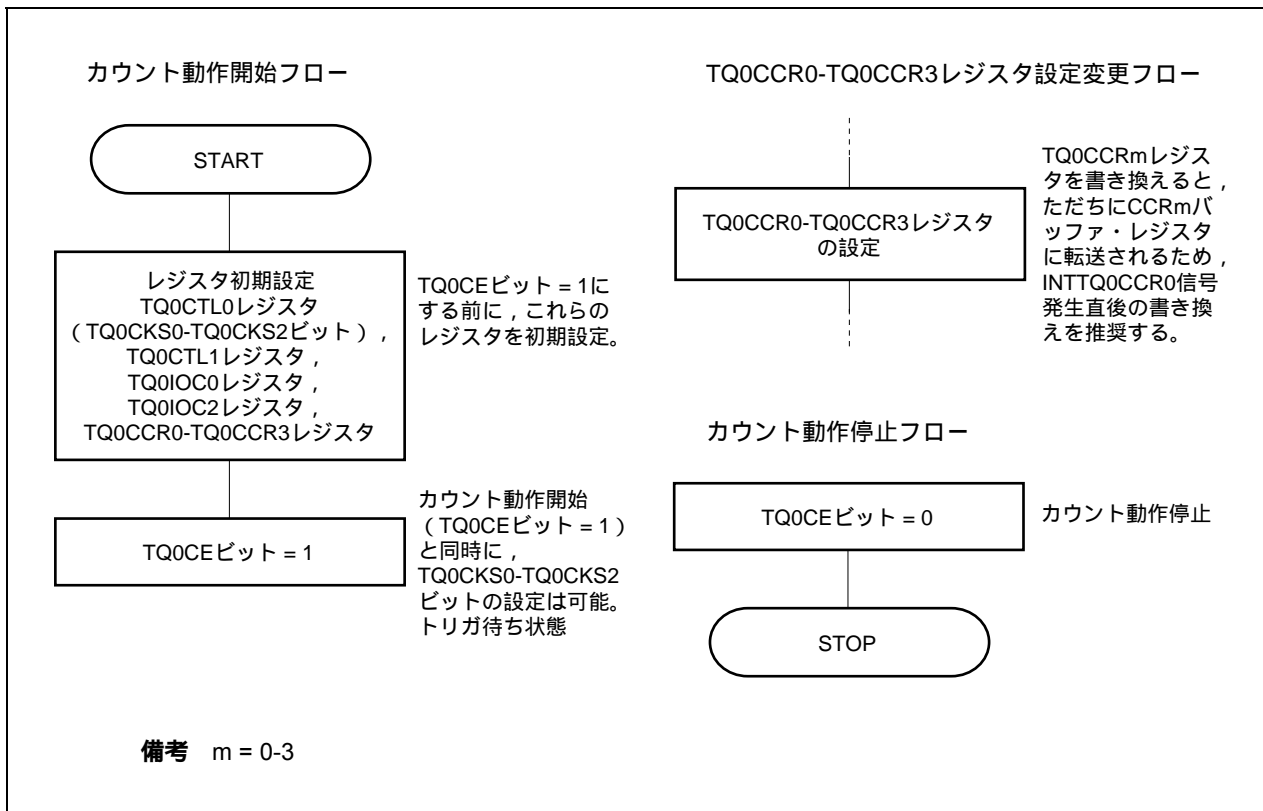 カウント動作開始フロー
START
レジスタ初期設定
TQ0CTL0レジスタ
（TQ0CKS0-TQ0CKS2ビット），
TQ0CTL1レジスタ，
TQ0IOC0レジスタ，
TQ0IOC2レジスタ，
TQ0CCR0-TQ0CCR3レジスタ
TQ0CEビット = 1に
する前に，これらの
レジスタを初期設定。
TQ0CEビット = 1
カウント動作開始
（TQ0CEビット = 1）
と同時に，
TQ0CKS0-TQ0CKS2
ビットの設定は可能。
トリガ待ち状態
TQ0CCR0-TQ0CCR3レジスタ設定変更フロー
TQ0CCR0-TQ0CCR3レジスタ
の設定
TQ0CCRmレジス
タを書き換えると，
ただちにCCRmバ
ッファ・レジスタ
に転送されるため，
INTTQ0CCR0信号
発生直後の書き換
えを推奨する。
カウント動作停止フロー
TQ0CEビット = 0
カウント動作停止
STOP
備考　m = 0-3